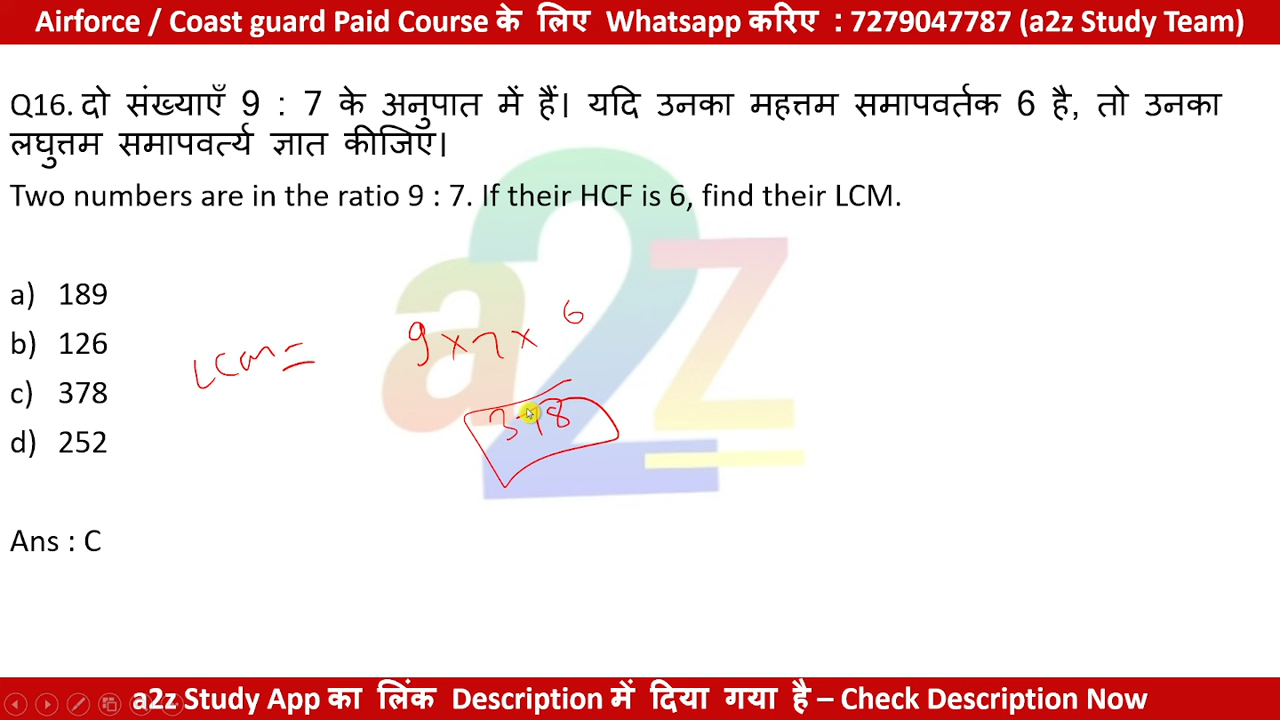 Airforce / Coast guard Paid Course के लिए Whatsapp करिए : 7279047787 (a2z Study Team)
Q16. दो संख्याएँ 9 : 7 के अनुपात में हैं। यदि उनका महत्तम समापवर्तक 6 है, तो उनका
लघुत्तम समापवर्त्य ज्ञात कीजिए।
Two numbers are in the ratio 9 : 7. If their HCF is 6, find their LCM.
a) 189
b) 126
c) 378
d) 252
LCM = 9 x 7 x 6
378
Ans : C
a2z
a2z Study App का लिंक Description में दिया गया है – Check Description Now